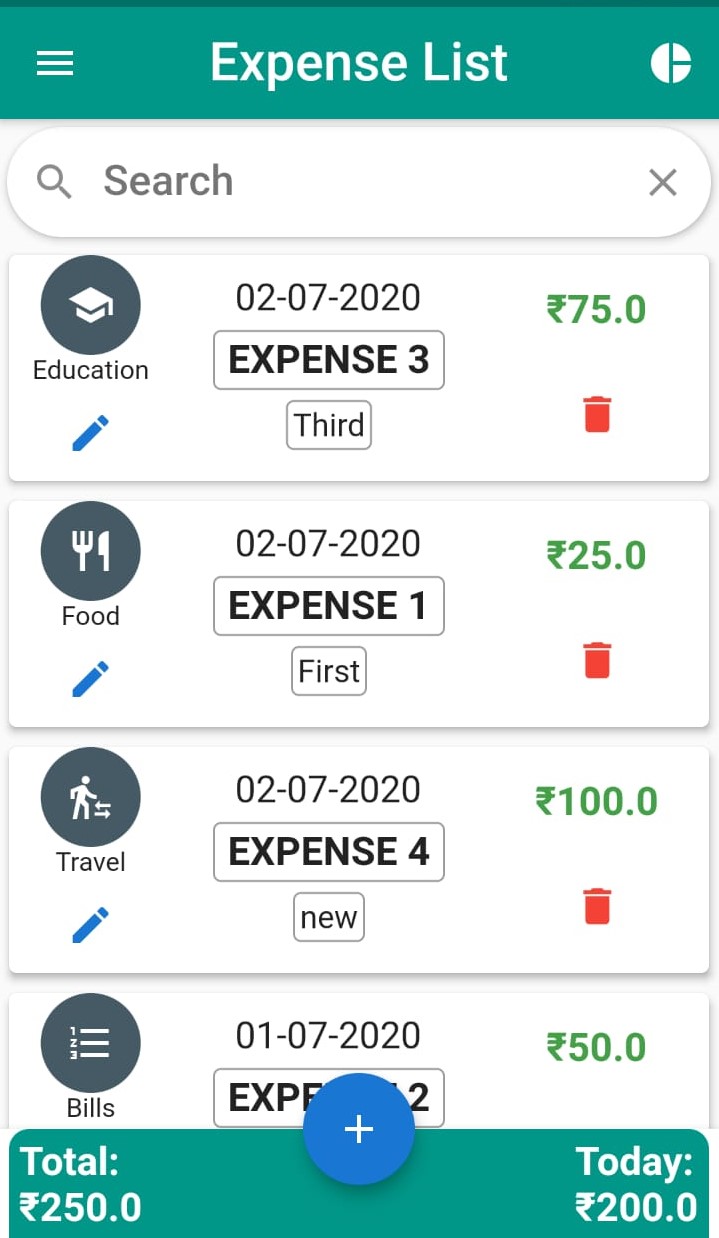 Expense List
Search
02-07-2020
₹75.0
Education
EXPENSE 3
Third
02-07-2020
₹25.0
Food
EXPENSE 1
First
02-07-2020
₹100.0
Travel
EXPENSE 4
new
01-07-2020
₹50.0
Bills
2
Total:
₹250.0
Today:
₹200.0